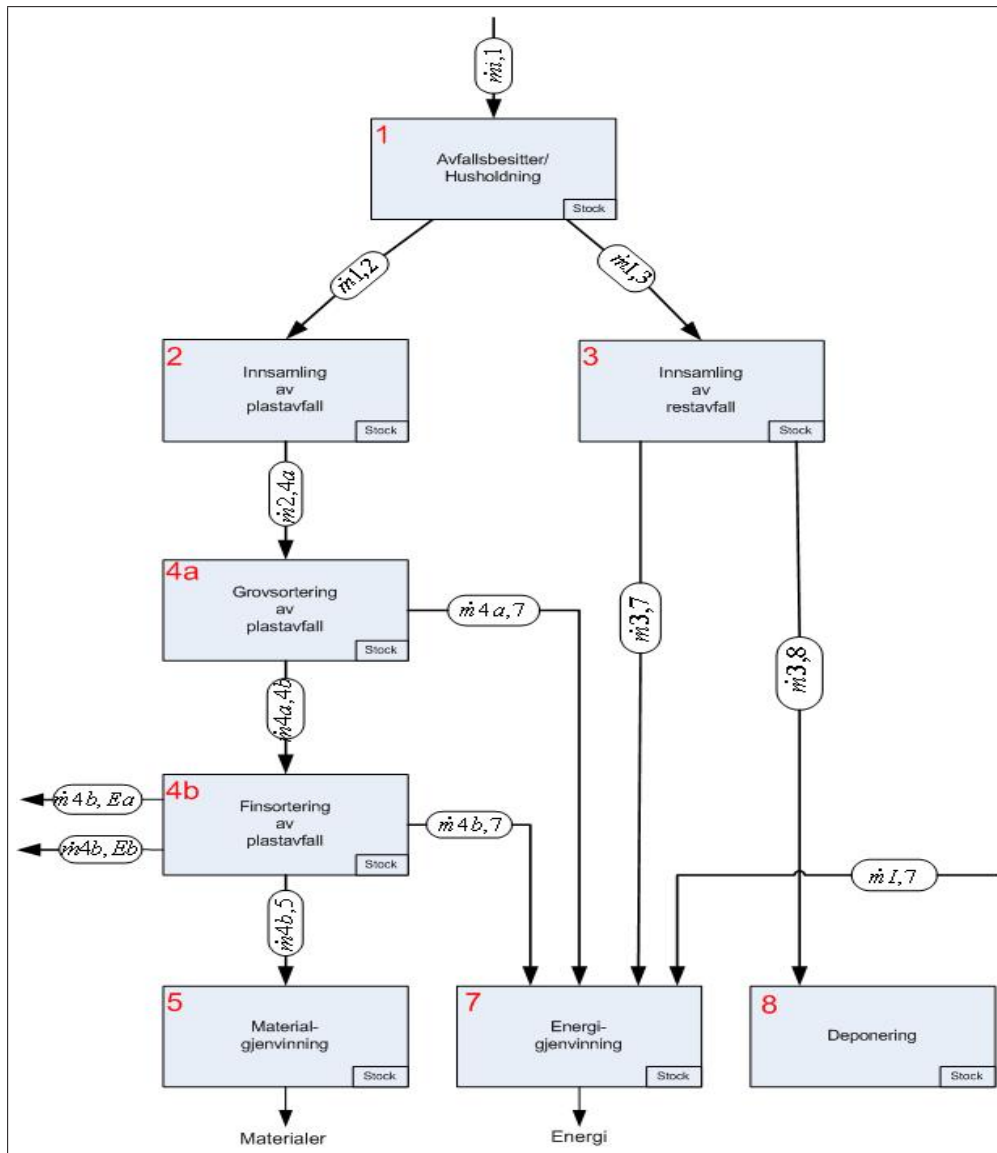 ṁi,1
1
Avfallsbesitter/
Husholdning
Stock
ṁ1,2
ṁ1,3
2
Innsamling
av
plastavfall
Stock
3
Innsamling
av
restavfall
Stock
ṁ2,4a
4a
Grovsortering
av
plastavfall
Stock
ṁ4a,7
ṁ3,7
ṁ3,8
ṁ4a,4b
4b
Finsortering
av
plastavfall
Stock
ṁ4b,Ea
ṁ4b,Eb
ṁ4b,7
ṁI,7
ṁ4b,5
5
Material-
gjenvinning
Stock
7
Energi-
gjenvinning
Stock
8
Deponering
Stock
Materialer
Energi